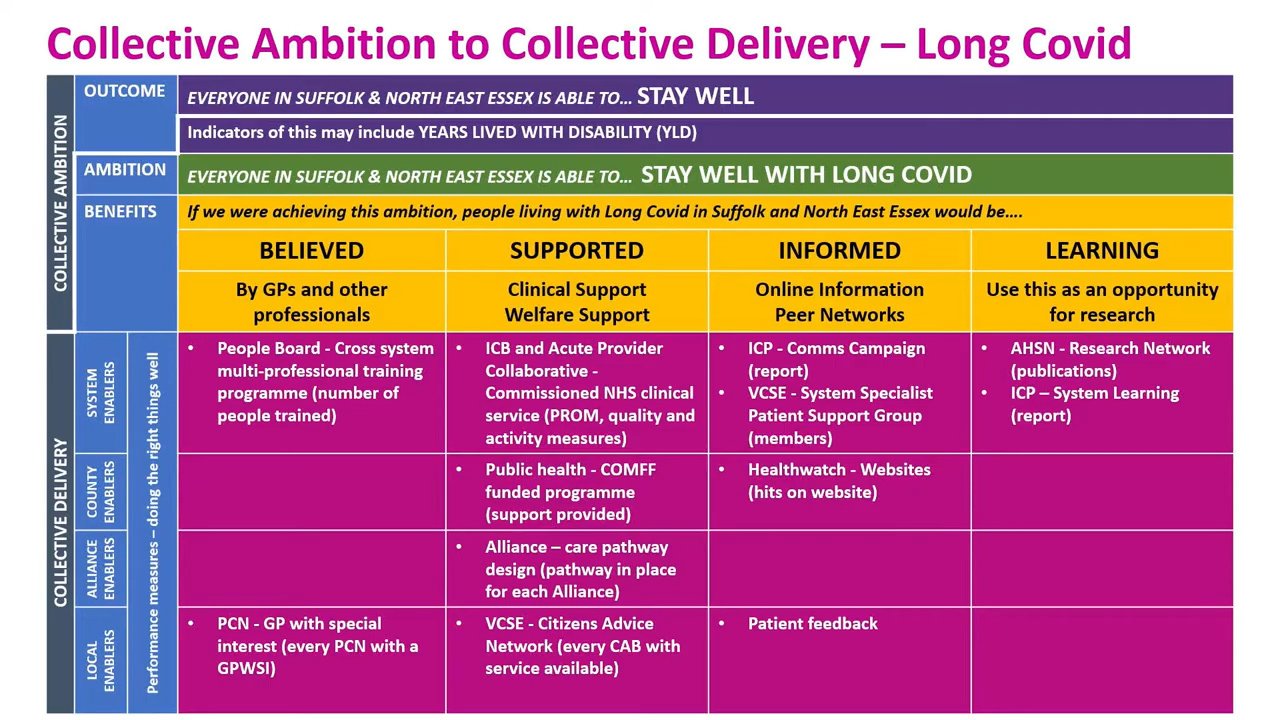 Collective Ambition to Collective Delivery – Long Covid
COLLECTIVE AMBITION
OUTCOME
EVERYONE IN SUFFOLK & NORTH EAST ESSEX IS ABLE TO... STAY WELL
Indicators of this may include YEARS LIVED WITH DISABILITY (YLD)
AMBITION
EVERYONE IN SUFFOLK & NORTH EAST ESSEX IS ABLE TO... STAY WELL WITH LONG COVID
BENEFITS
If we were achieving this ambition, people living with Long Covid in Suffolk and North East Essex would be....
BELIEVED
SUPPORTED
INFORMED
LEARNING
By GPs and other
professionals
Clinical Support
Welfare Support
Online Information
Peer Networks
Use this as an opportunity
for research
COLLECTIVE DELIVERY
Performance measures – doing the right things well
SYSTEM
ENABLERS
• People Board - Cross system
multi-professional training
programme (number of
people trained)
• ICB and Acute Provider
Collaborative -
Commissioned NHS clinical
service (PROM, quality and
activity measures)
• ICP - Comms Campaign
(report)
• VCSE - System Specialist
Patient Support Group
(members)
• AHSN - Research Network
(publications)
• ICP – System Learning
(report)
COUNTY
ENABLERS
• Public health - COMFF
funded programme
(support provided)
• Healthwatch - Websites
(hits on website)
ALLIANCE
ENABLERS
• Alliance – care pathway
design (pathway in place
for each Alliance)
LOCAL
ENABLERS
• PCN - GP with special
interest (every PCN with a
GPWSI)
• VCSE - Citizens Advice
Network (every CAB with
service available)
• Patient feedback